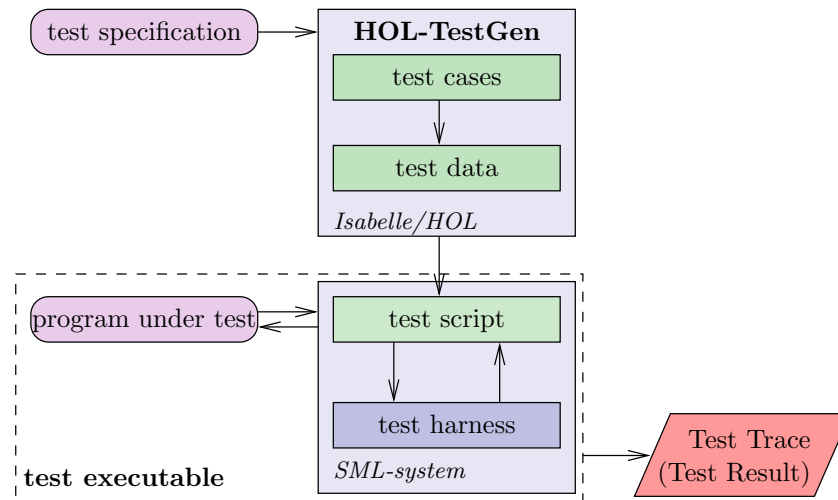 test specification
HOL-TestGen
test cases
test data
Isabelle/HOL
program under test
test script
test harness
SML-system
test executable
Test Trace
(Test Result)